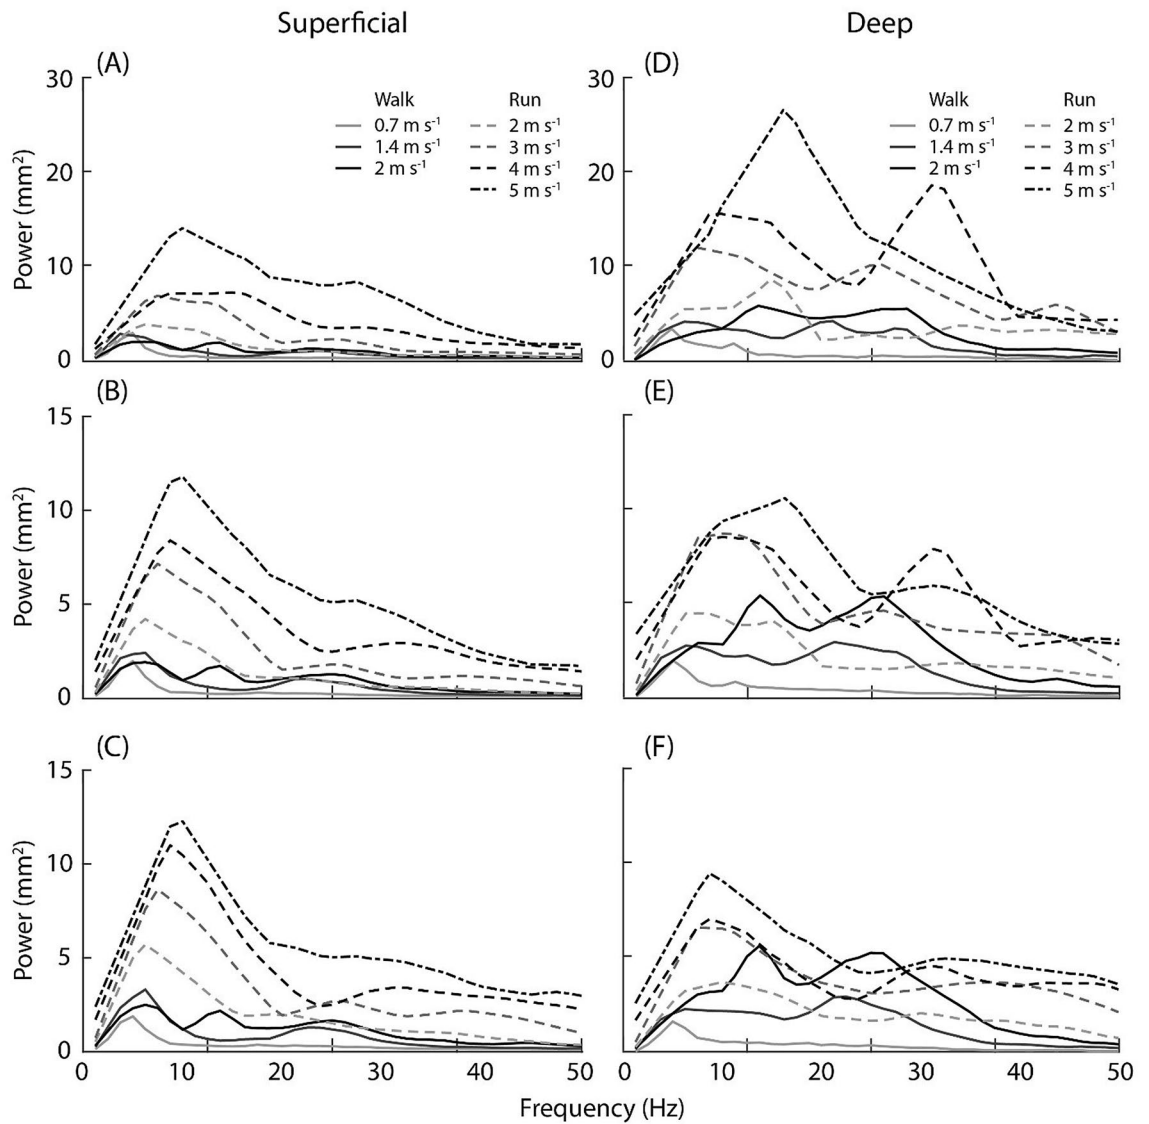 Superficial
Deep
(A)
(D)
30
20
10
0
Power (mm²)
Walk Run
0.7 m s⁻¹ 2 m s⁻¹
1.4 m s⁻¹ 3 m s⁻¹
2 m s⁻¹ 4 m s⁻¹
5 m s⁻¹
30
20
10
0
Walk Run
0.7 m s⁻¹ 2 m s⁻¹
1.4 m s⁻¹ 3 m s⁻¹
2 m s⁻¹ 4 m s⁻¹
5 m s⁻¹
(B)
(E)
15
10
5
0
Power (mm²)
(C)
(F)
15
10
5
0
Power (mm²)
0 10 20 30 40 50
0 10 20 30 40 50
Frequency (Hz)